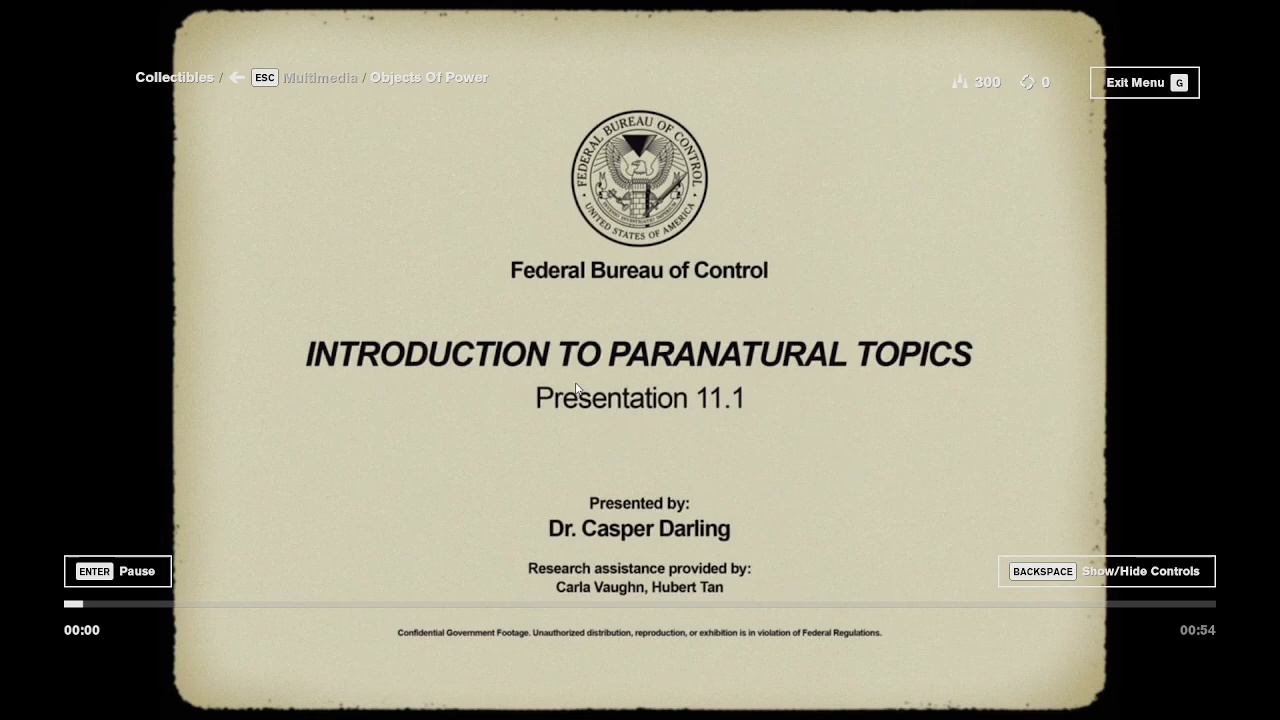 Collectibles / ESC Multimedia / Objects Of Power
300 0
Exit Menu G
FEDERAL BUREAU OF CONTROL
UNITED STATES OF AMERICA
Federal Bureau of Control
INTRODUCTION TO PARANATURAL TOPICS
Presentation 11.1
Presented by:
Dr. Casper Darling
Research assistance provided by:
Carla Vaughn, Hubert Tan
ENTER Pause
BACKSPACE Show/Hide Controls
00:00
00:54
Confidential Government Footage. Unauthorized distribution, reproduction, or exhibition is in violation of Federal Regulations.